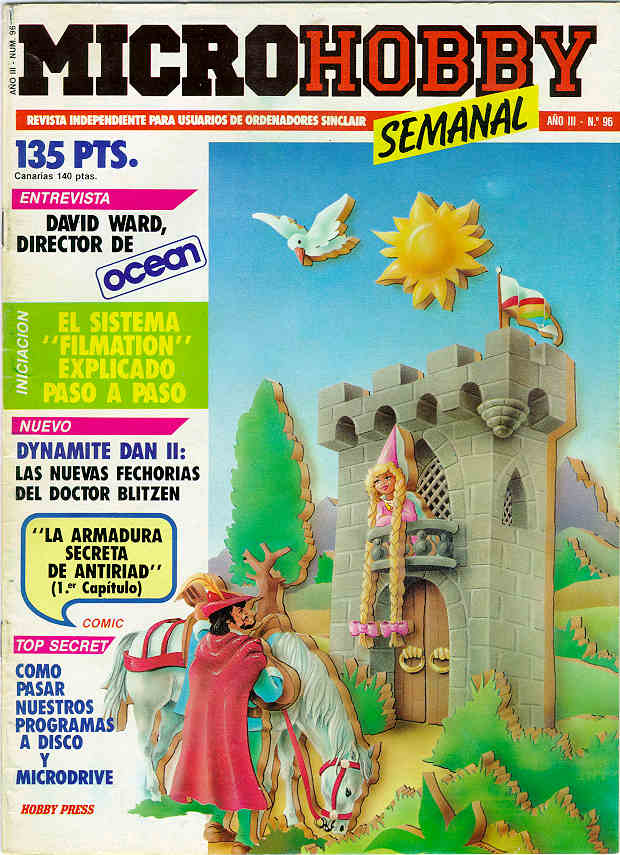 AÑO III - NUM. 96
MICROHOBBY
REVISTA INDEPENDIENTE PARA USUARIOS DE ORDENADORES SINCLAIR
SEMANAL
AÑO III - N.º 96
135 PTS.
Canarias 140 ptas.
ENTREVISTA
DAVID WARD,
DIRECTOR DE
ocean
INICIACION
EL SISTEMA
''FILMATION''
EXPLICADO
PASO A PASO
NUEVO
DYNAMITE DAN II:
LAS NUEVAS FECHORIAS
DEL DOCTOR BLITZEN
''LA ARMADURA
SECRETA
DE ANTIRIAD''
(1.er Capítulo)
COMIC
TOP SECRET
COMO
PASAR
NUESTROS
PROGRAMAS
A DISCO
Y
MICRODRIVE
HOBBY PRESS